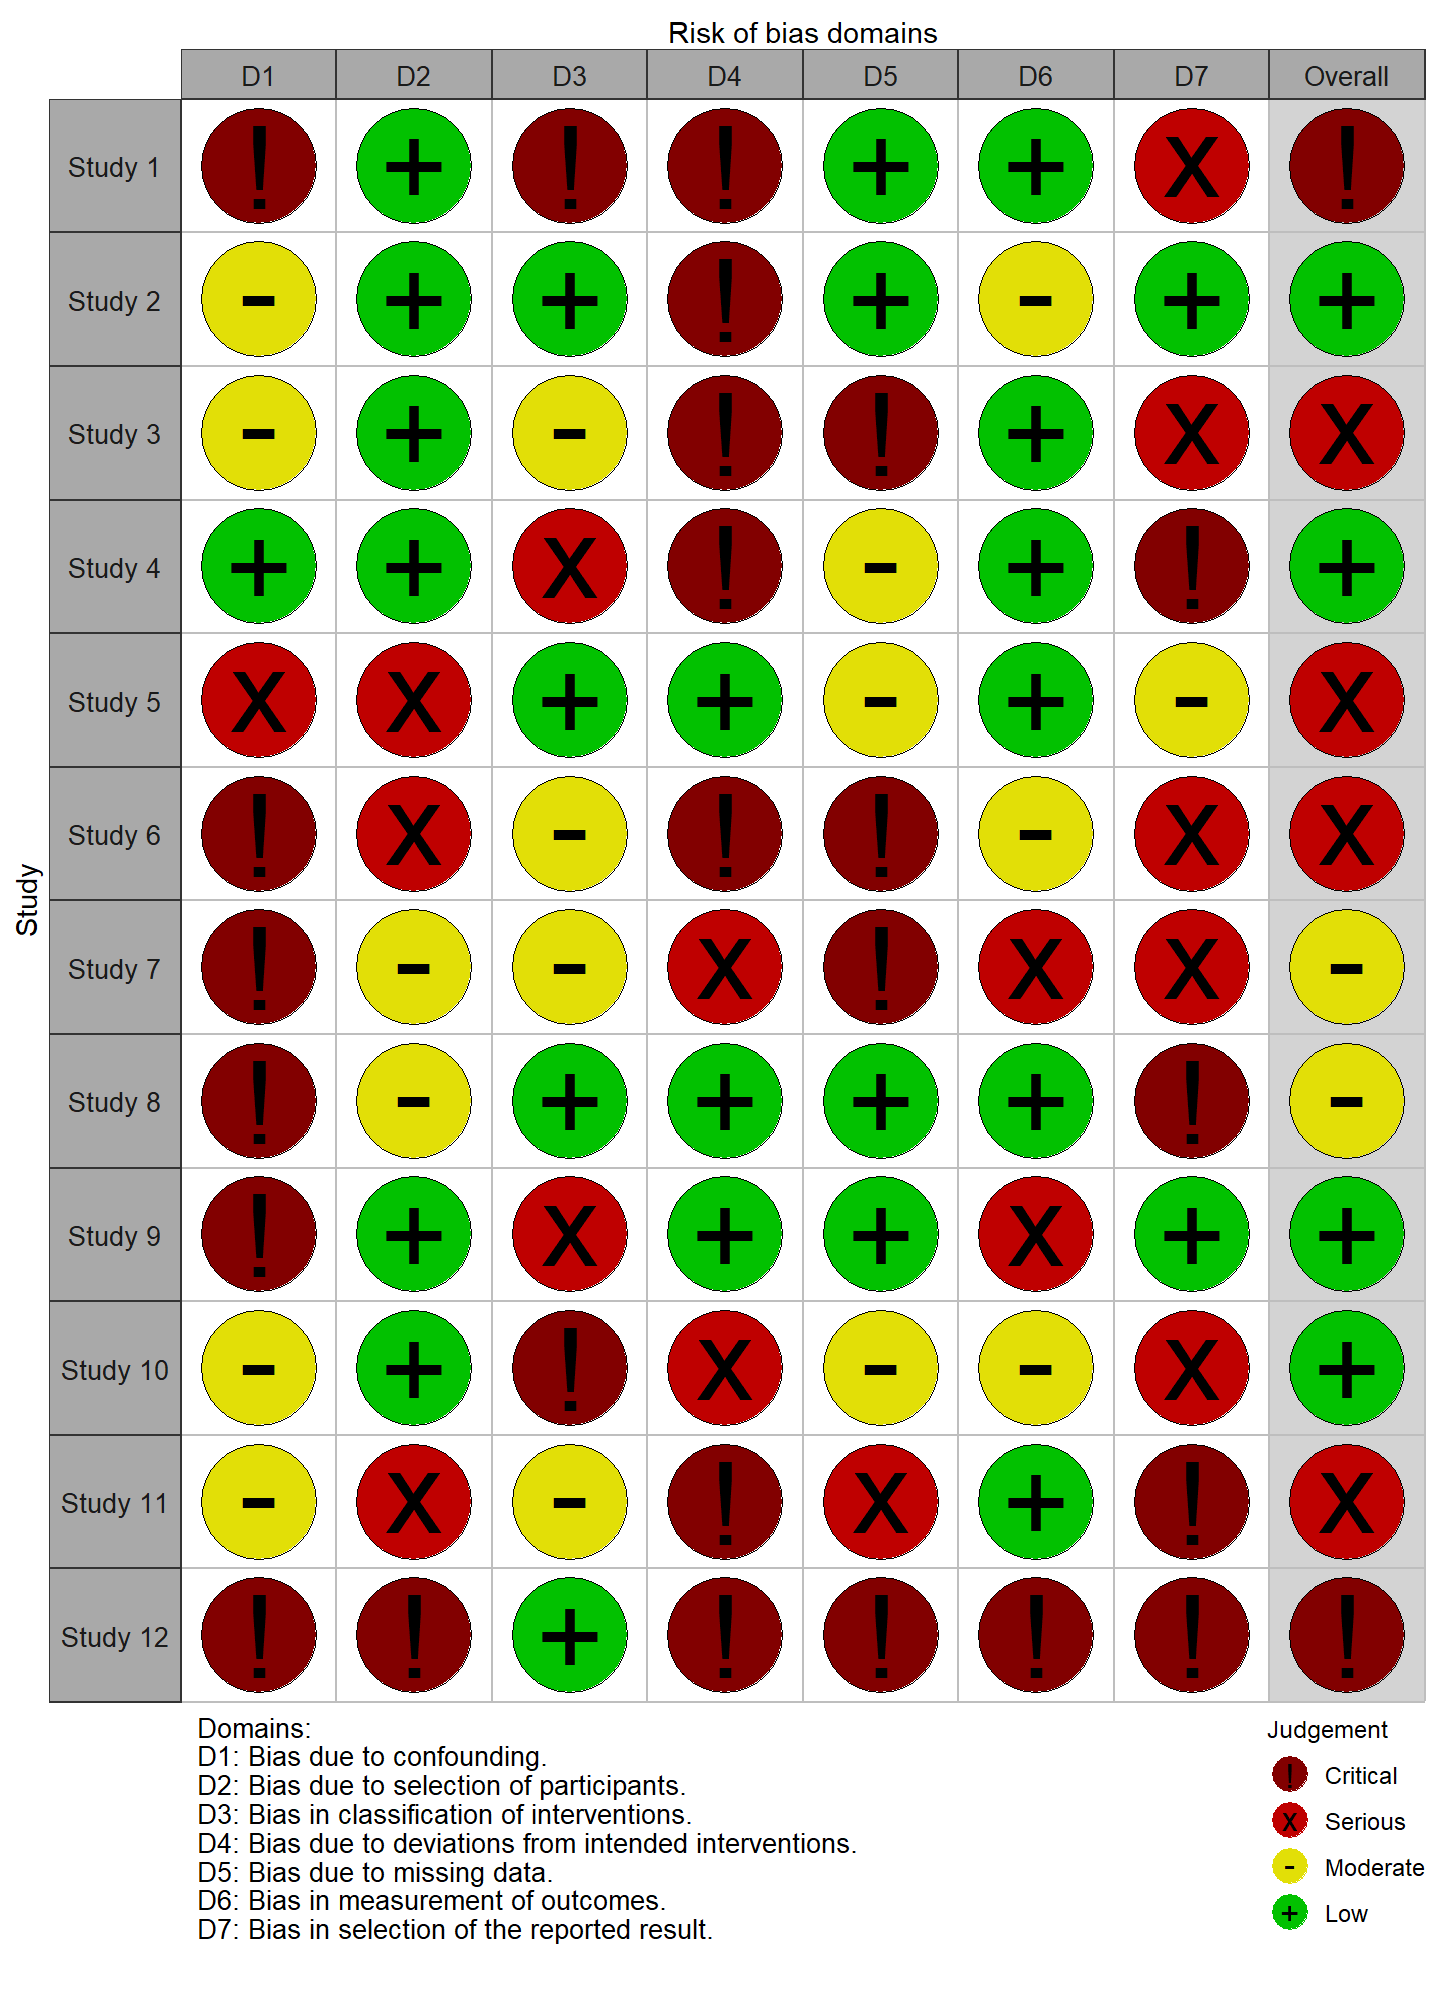 Risk of bias domains
D1 D2 D3 D4 D5 D6 D7 Overall
Study 1 ! + ! ! + + X !
Study 2 - + + ! + - + +
Study 3 - + - ! ! + X X
Study 4 + + X ! - + ! +
Study 5 X X + + - + - X
Study 6 ! X - ! ! - X X
Study 7 ! - - X ! X X -
Study 8 ! - + + + + ! -
Study 9 ! + X + + X + +
Study 10 - + ! X - - X +
Study 11 - X - ! X + ! X
Study 12 ! ! + ! ! ! ! !
Study
Domains:
D1: Bias due to confounding.
D2: Bias due to selection of participants.
D3: Bias in classification of interventions.
D4: Bias due to deviations from intended interventions.
D5: Bias due to missing data.
D6: Bias in measurement of outcomes.
D7: Bias in selection of the reported result.
Judgement
! Critical
X Serious
- Moderate
+ Low